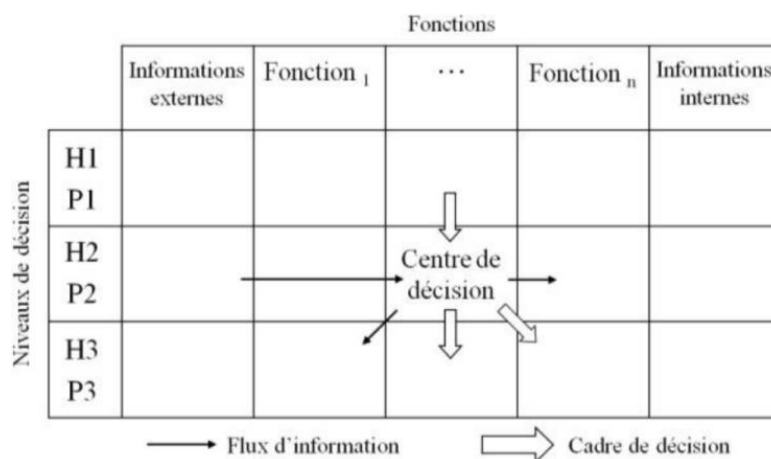 Fonctions
Informations
externes
Fonction 1
...
Fonction n
Informations
internes
Niveaux de décision
H1
P1
H2
P2
Centre de
décision
H3
P3
Flux d'information
Cadre de décision